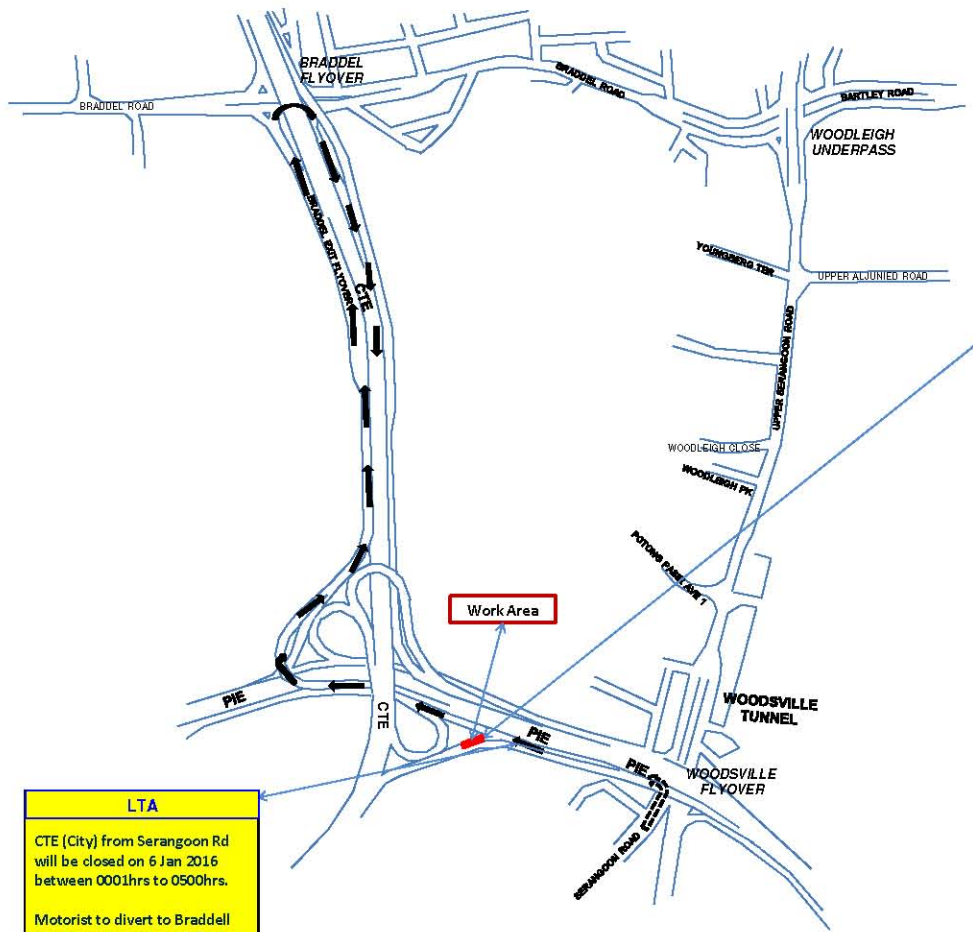 BRADDEL
FLYOVER
BRADDEL ROAD
BRADDEL ROAD
BARTLEY ROAD
WOODLEIGH
UNDERPASS
BRADDEL EXIT FLYOVER
CTE
YOUNGBERG TER
UPPER ALJUNIED ROAD
UPPER SERANGOON ROAD
WOODLEIGH CLOSE
WOODLEIGH PK
POTONG PASIR AVE 1
Work Area
PIE
CTE
PIE
PIE
WOODSVILLE
TUNNEL
WOODSVILLE
FLYOVER
SERANGOON ROAD
LTA
CTE (City) from Serangoon Rd
will be closed on 6 Jan 2016
between 0001hrs to 0500hrs.
Motorist to divert to Braddell